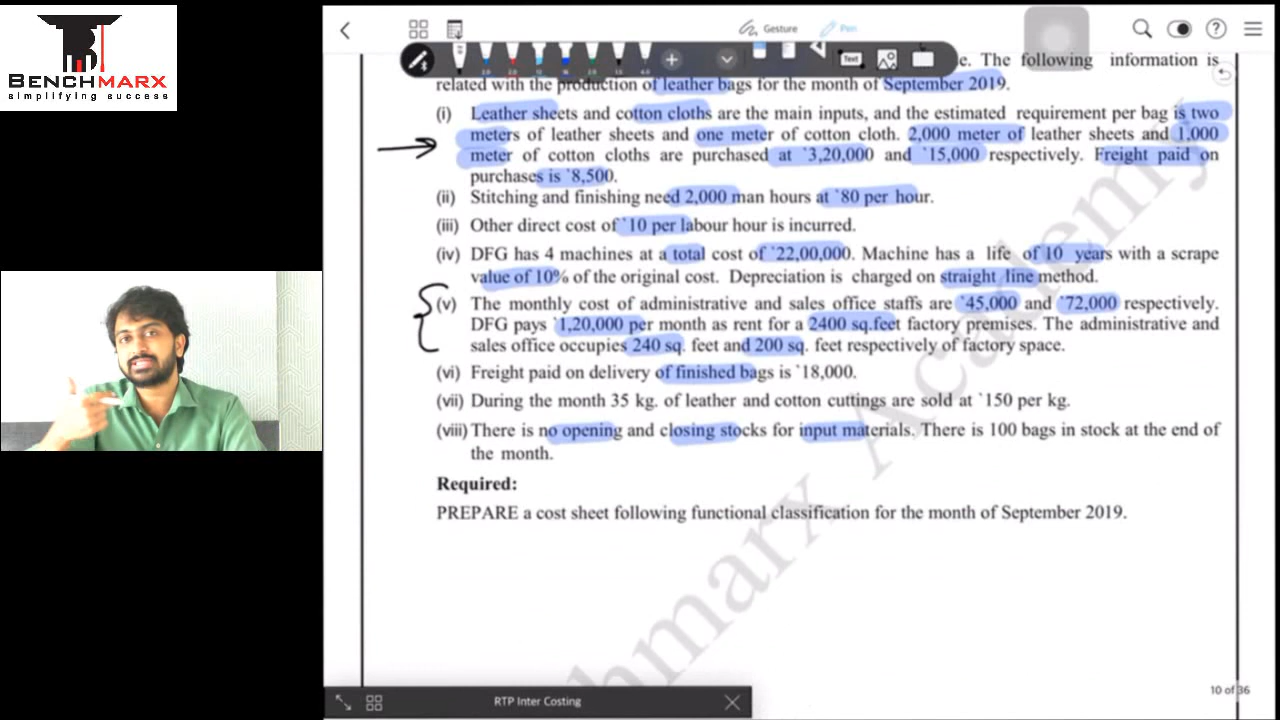 BENCHMARX
simplifying success
Gesture
Pen
Text
e. The following information is
related with the production of leather bags for the month of September 2019.
(i) Leather sheets and cotton cloths are the main inputs, and the estimated requirement per bag is two
meters of leather sheets and one meter of cotton cloth. 2,000 meter of leather sheets and 1,000
meter of cotton cloths are purchased at `3,20,000 and `15,000 respectively. Freight paid on
purchases is `8,500.
(ii) Stitching and finishing need 2,000 man hours at `80 per hour.
(iii) Other direct cost of `10 per labour hour is incurred.
(iv) DFG has 4 machines at a total cost of `22,00,000. Machine has a life of 10 years with a scrape
value of 10% of the original cost. Depreciation is charged on straight line method.
(v) The monthly cost of administrative and sales office staffs are `45,000 and `72,000 respectively.
DFG pays `1,20,000 per month as rent for a 2400 sq.feet factory premises. The administrative and
sales office occupies 240 sq. feet and 200 sq. feet respectively of factory space.
(vi) Freight paid on delivery of finished bags is `18,000.
(vii) During the month 35 kg. of leather and cotton cuttings are sold at `150 per kg.
(viii) There is no opening and closing stocks for input materials. There is 100 bags in stock at the end of
the month.
Required:
PREPARE a cost sheet following functional classification for the month of September 2019.
hmarx Academy
10 of 36
RTP Inter Costing